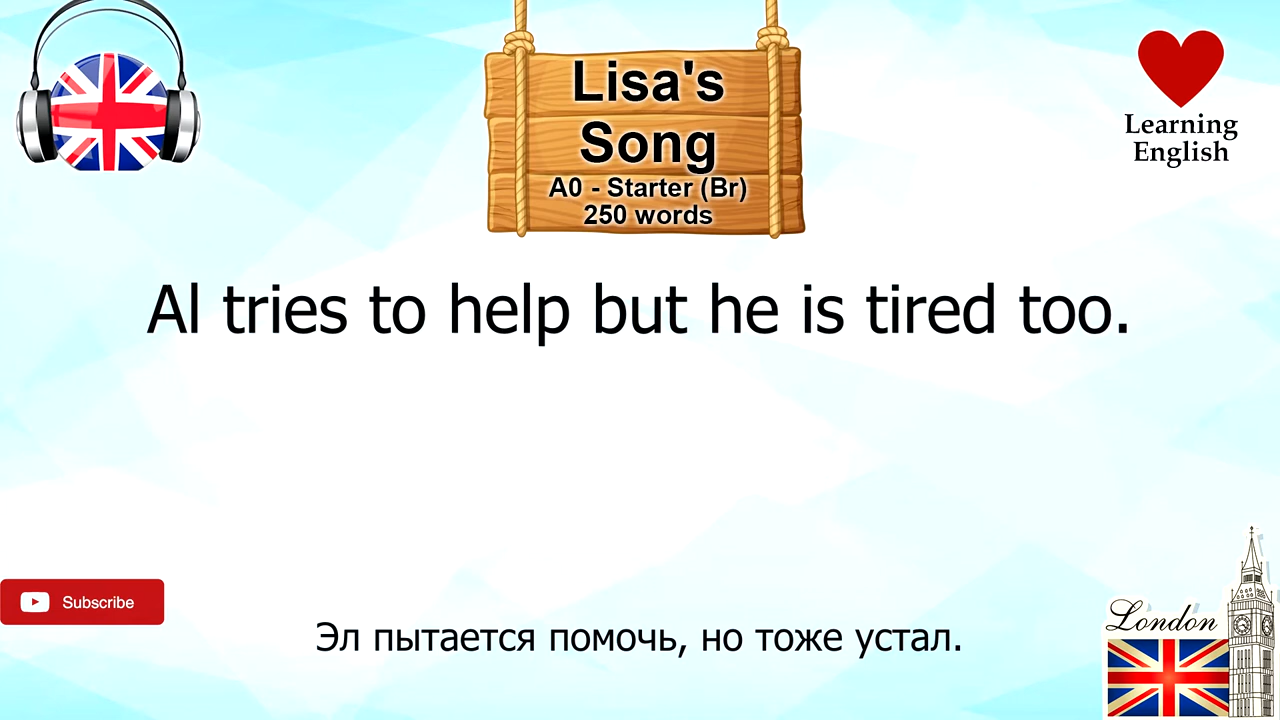 Lisa's
Song
A0 - Starter (Br)
250 words
Learning
English
Al tries to help but he is tired too.
Subscribe
Эл пытается помочь, но тоже устал.
London